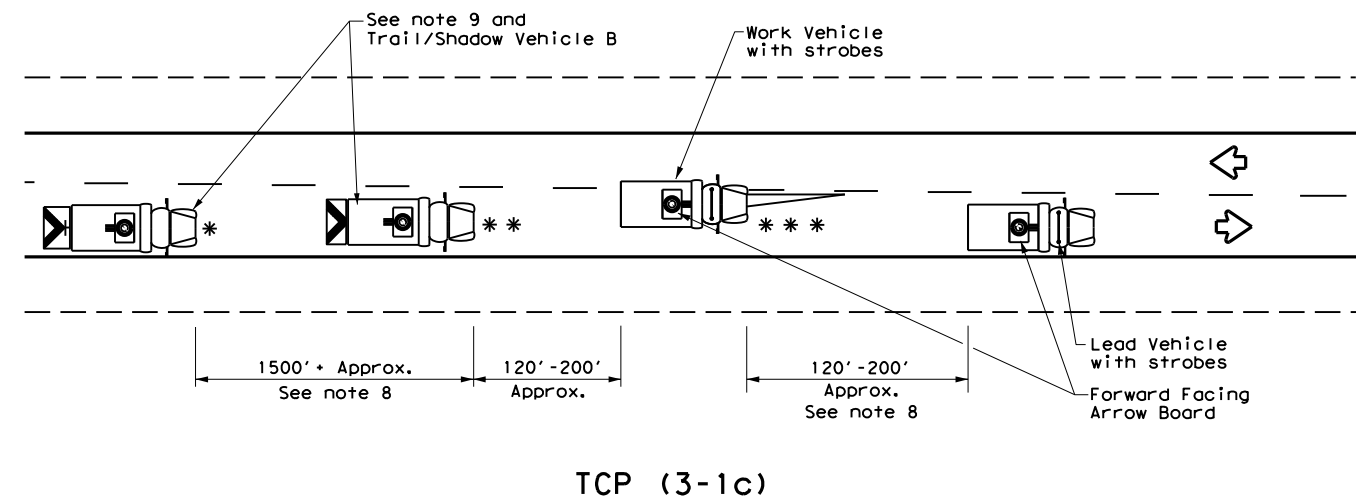 See note 9 and
Trail/Shadow Vehicle B
Work Vehicle
with strobes
*
* *
* * *
1500'+ Approx.
See note 8
120'-200'
Approx.
120'-200'
Approx.
See note 8
Lead Vehicle
with strobes
Forward Facing
Arrow Board
TCP (3-1c)